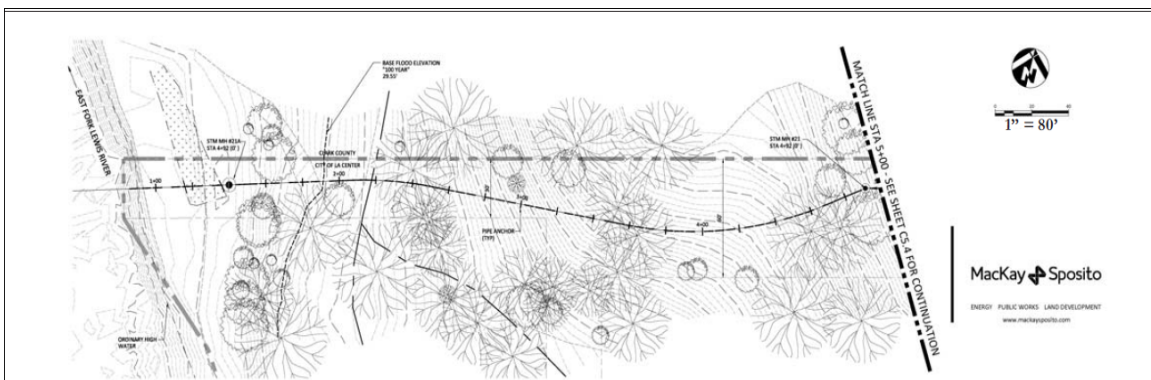 EAST FORK LEWIS RIVER
BASE FLOOD ELEVATION
"100 YEAR"
29.55'
STM MH #21A
STA 4+92 (0')
CLARK COUNTY
CITY OF LA CENTER
1+00
2+00
PIPE ANCHOR
(TYP)
4+00
STM MH #21
STA 4+92 (0')
ORDINARY HIGH
WATER
MATCH LINE STA 5+00 - SEE SHEET C5.4 FOR CONTINUATION
N
1" = 80'
MacKay Sposito
ENERGY PUBLIC WORKS LAND DEVELOPMENT
www.mackaysposito.com